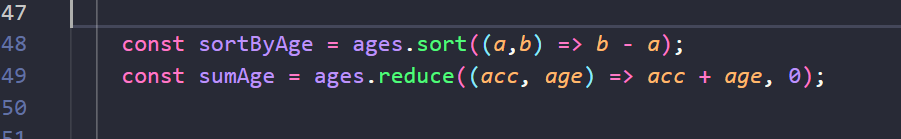 47
48 const sortByAge = ages.sort((a,b) => b - a);
49 const sumAge = ages.reduce((acc, age) => acc + age, 0);
50
51